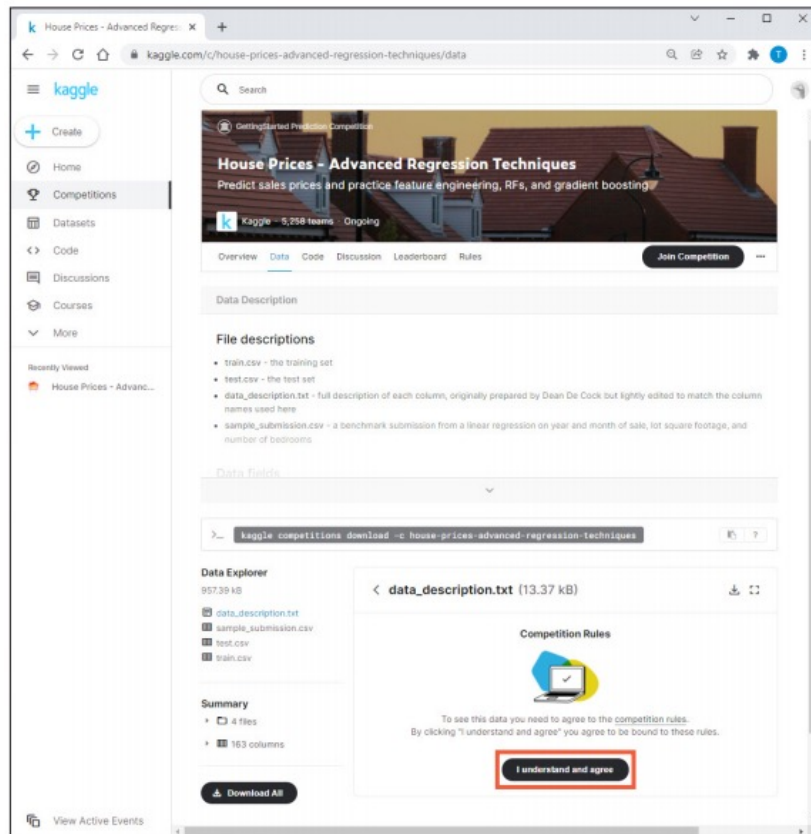 House Prices - Advanced Regres
kaggle.com/c/house-prices-advanced-regression-techniques/data
T
kaggle
Search
Create
Home
Competitions
Datasets
Code
Discussions
Courses
More
Recently Viewed
House Prices - Advanc...
View Active Events
GettingStarted Prediction Competition
House Prices - Advanced Regression Techniques
Predict sales prices and practice feature engineering, RFs, and gradient boosting
k Kaggle · 5,258 teams · Ongoing
Overview Data Code Discussion Leaderboard Rules Join Competition ...
Data Description
File descriptions
• train.csv - the training set
• test.csv - the test set
• data_description.txt - full description of each column, originally prepared by Dean De Cock but lightly edited to match the column
names used here
• sample_submission.csv - a benchmark submission from a linear regression on year and month of sale, lot square footage, and
number of bedrooms
Data fields
>_ kaggle competitions download -c house-prices-advanced-regression-techniques ?
Data Explorer
957.39 kB
data_description.txt
sample_submission.csv
test.csv
train.csv
Summary
4 files
163 columns
Download All
< data_description.txt (13.37 kB)
Competition Rules
To see this data you need to agree to the competition rules.
By clicking "I understand and agree" you agree to be bound to these rules.
I understand and agree